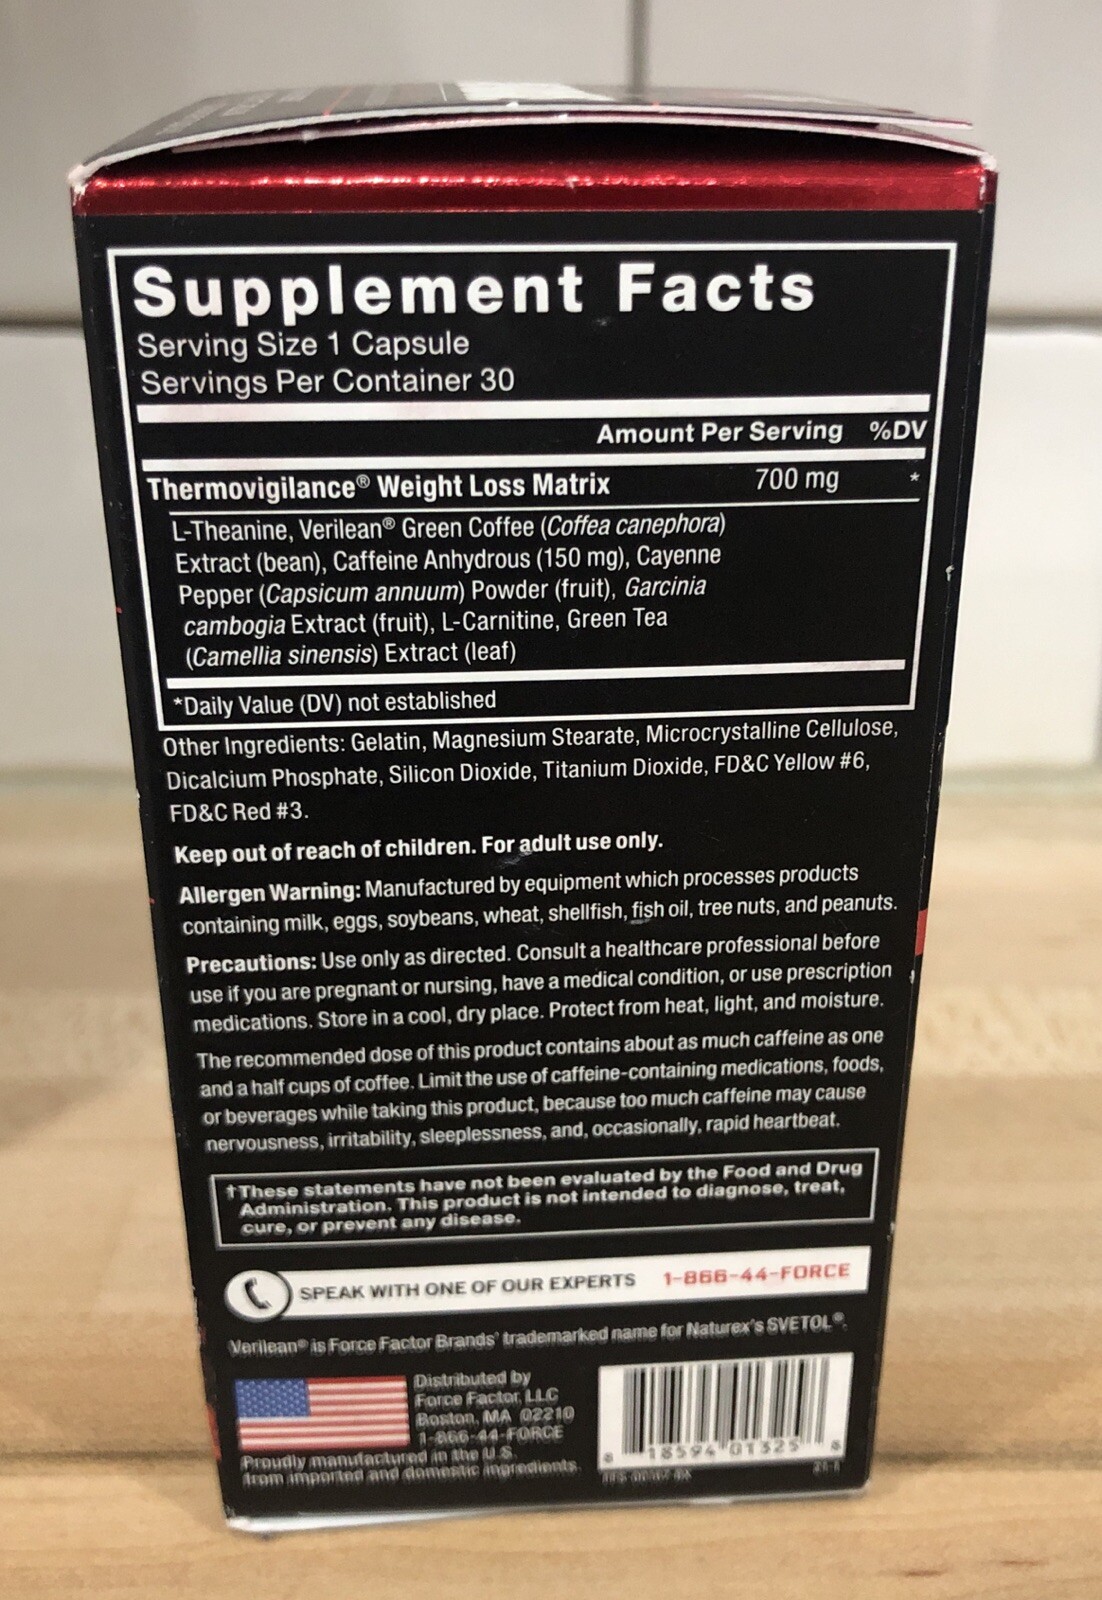 Supplement Facts
Serving Size 1 Capsule
Servings Per Container 30
Amount Per Serving %DV
Thermovigilance® Weight Loss Matrix 700 mg *
L-Theanine, Verilean® Green Coffee (Coffea canephora)
Extract (bean), Caffeine Anhydrous (150 mg), Cayenne
Pepper (Capsicum annuum) Powder (fruit), Garcinia
cambogia Extract (fruit), L-Carnitine, Green Tea
(Camellia sinensis) Extract (leaf)
*Daily Value (DV) not established
Other Ingredients: Gelatin, Magnesium Stearate, Microcrystalline Cellulose,
Dicalcium Phosphate, Silicon Dioxide, Titanium Dioxide, FD&C Yellow #6,
FD&C Red #3.
Keep out of reach of children. For adult use only.
Allergen Warning: Manufactured by equipment which processes products
containing milk, eggs, soybeans, wheat, shellfish, fish oil, tree nuts, and peanuts.
Precautions: Use only as directed. Consult a healthcare professional before
use if you are pregnant or nursing, have a medical condition, or use prescription
medications. Store in a cool, dry place. Protect from heat, light, and moisture.
The recommended dose of this product contains about as much caffeine as one
and a half cups of coffee. Limit the use of caffeine-containing medications, foods,
or beverages while taking this product, because too much caffeine may cause
nervousness, irritability, sleeplessness, and, occasionally, rapid heartbeat.
†These statements have not been evaluated by the Food and Drug
Administration. This product is not intended to diagnose, treat,
cure, or prevent any disease.
SPEAK WITH ONE OF OUR EXPERTS 1-866-44-FORCE
Verilean® is Force Factor Brands' trademarked name for Naturex's SVETOL®.
Distributed by
Force Factor, LLC
Boston, MA 02210
1-866-44-FORCE
Proudly manufactured in the U.S.
from imported and domestic ingredients.
8 18594 01325 8
21-1